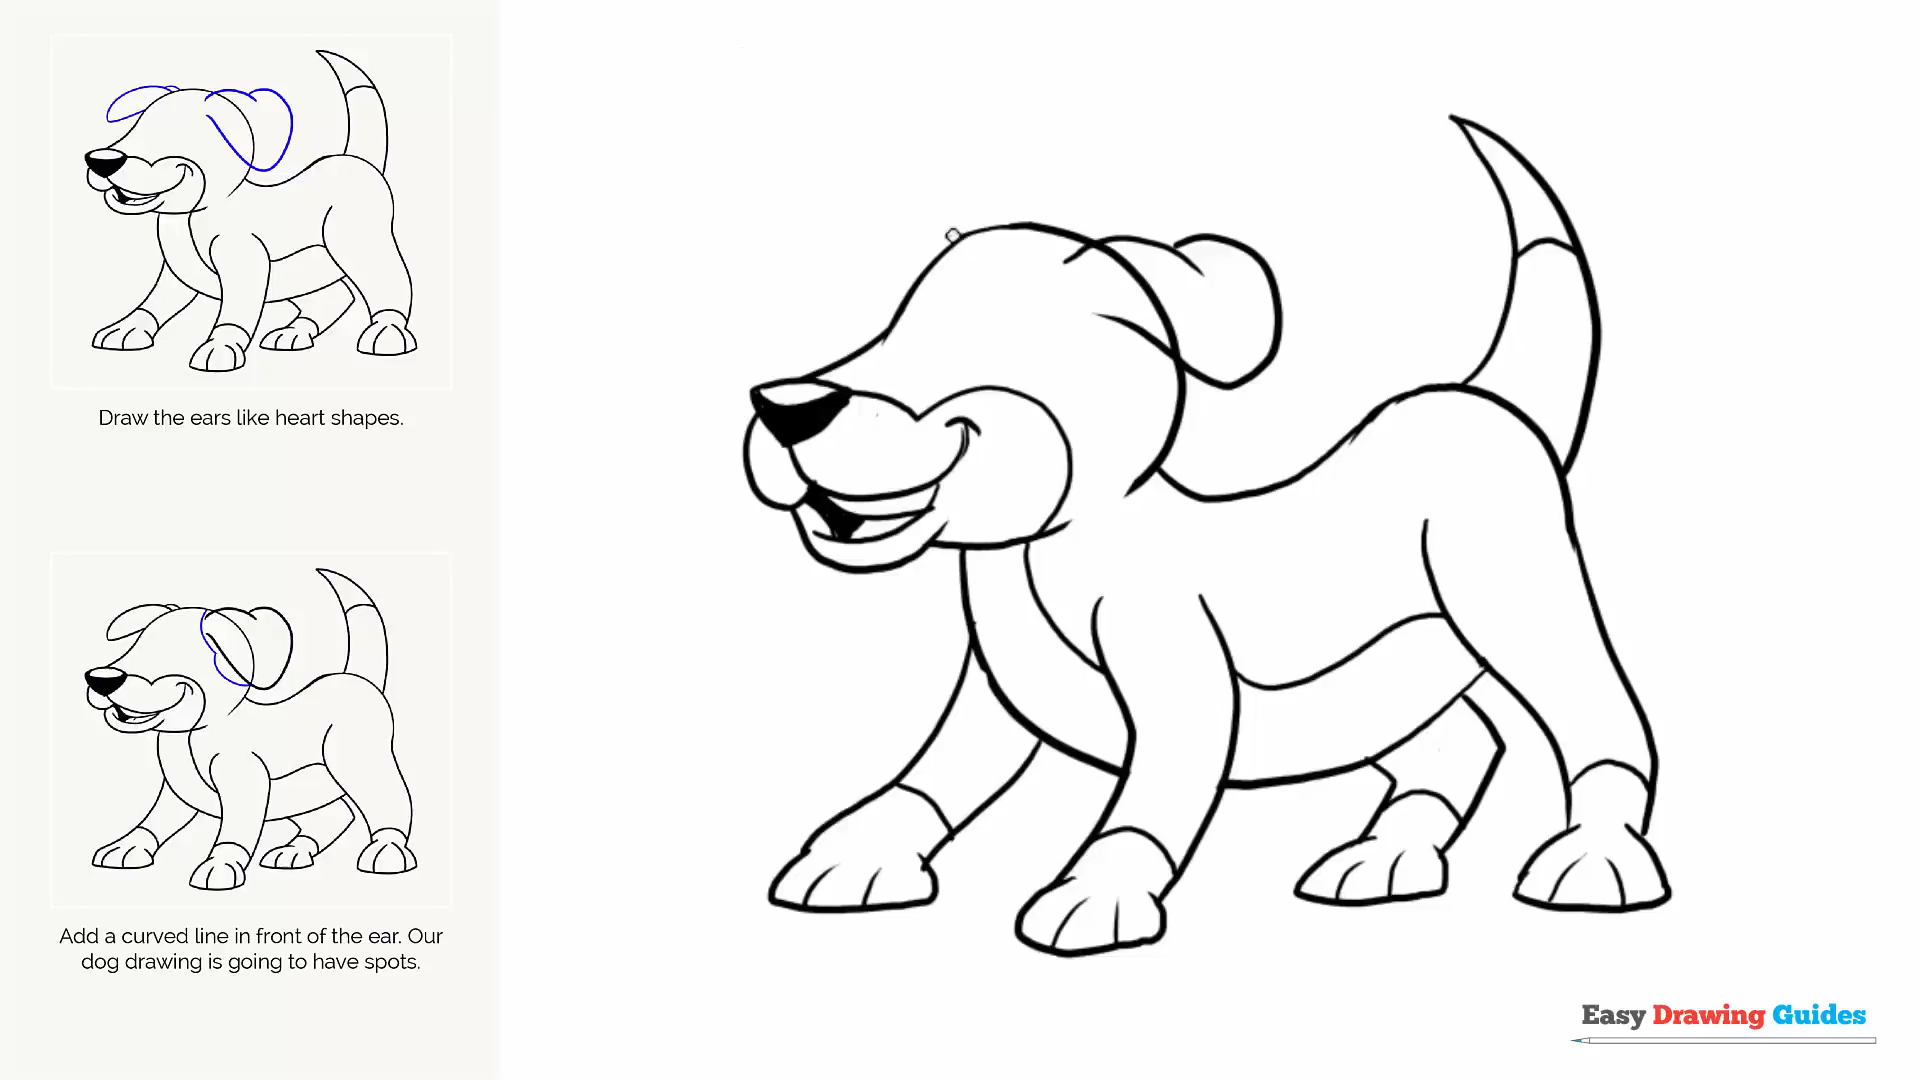 Draw the ears like heart shapes.
Add a curved line in front of the ear. Our
dog drawing is going to have spots.
Easy Drawing Guides